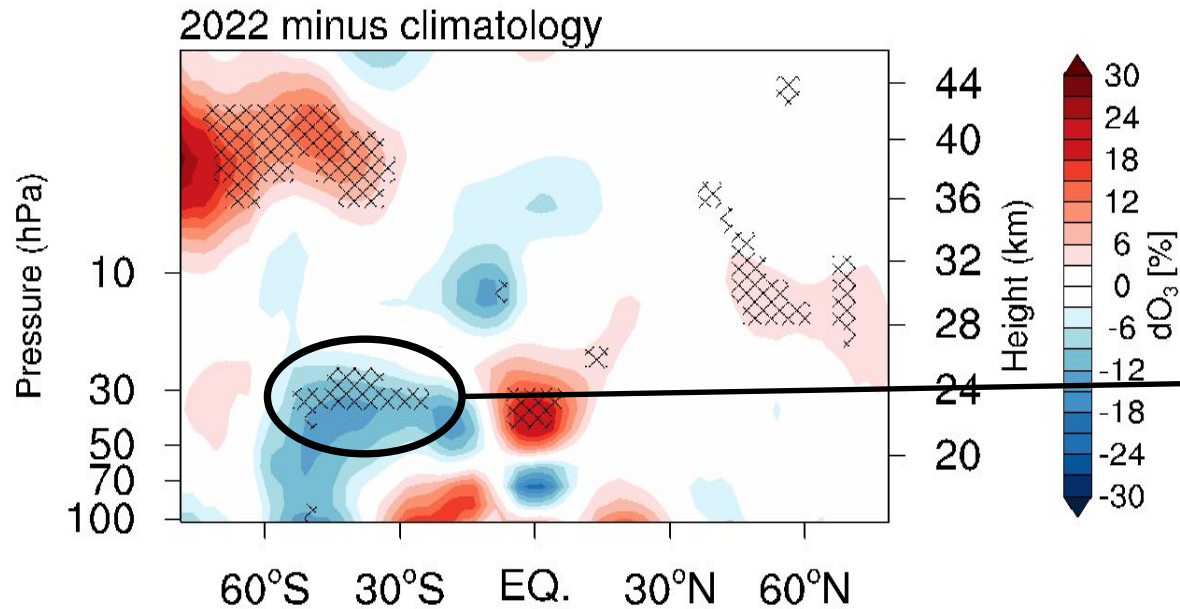 2022 minus climatology
Pressure (hPa)
10
30
50
70
100
60°S
30°S
EQ.
30°N
60°N
44
40
36
32
28
24
20
Height (km)
30
24
18
12
6
0
-6
-12
-18
-24
-30
dO₃ [%]